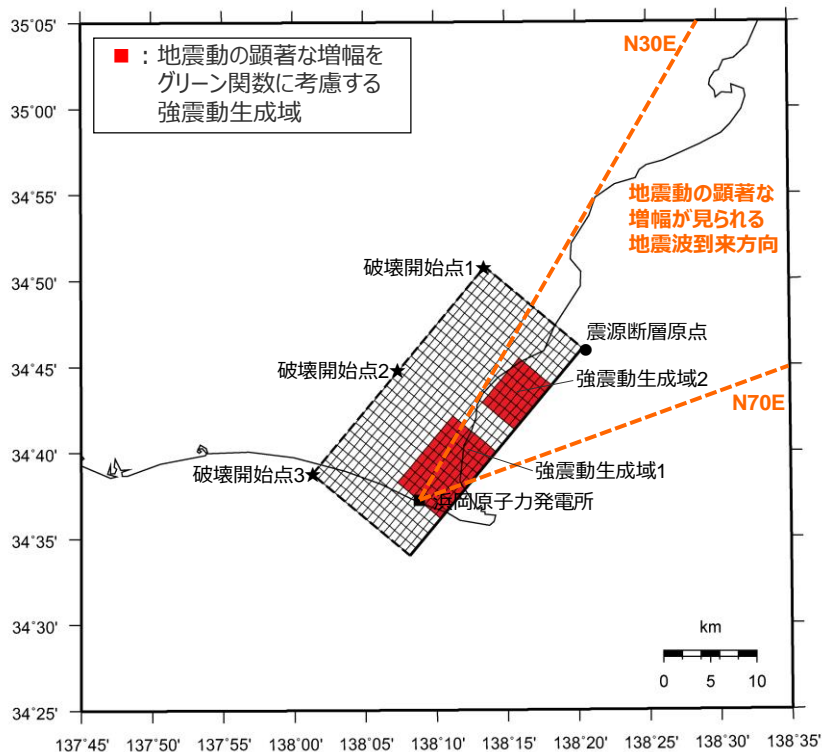 35°05'
■：地震動の顕著な増幅を
グリーン関数に考慮する
強震動生成域
N30E
35°00'
34°55'
地震動の顕著な
増幅が見られる
地震波到来方向
34°50'
破壊開始点1
震源断層原点
34°45'
破壊開始点2
強震動生成域2
N70E
34°40'
破壊開始点3
強震動生成域1
浜岡原子力発電所
34°35'
34°30'
km
0 5 10
34°25'
137°45' 137°50' 137°55' 138°00' 138°05' 138°10' 138°15' 138°20' 138°25' 138°30' 138°35'